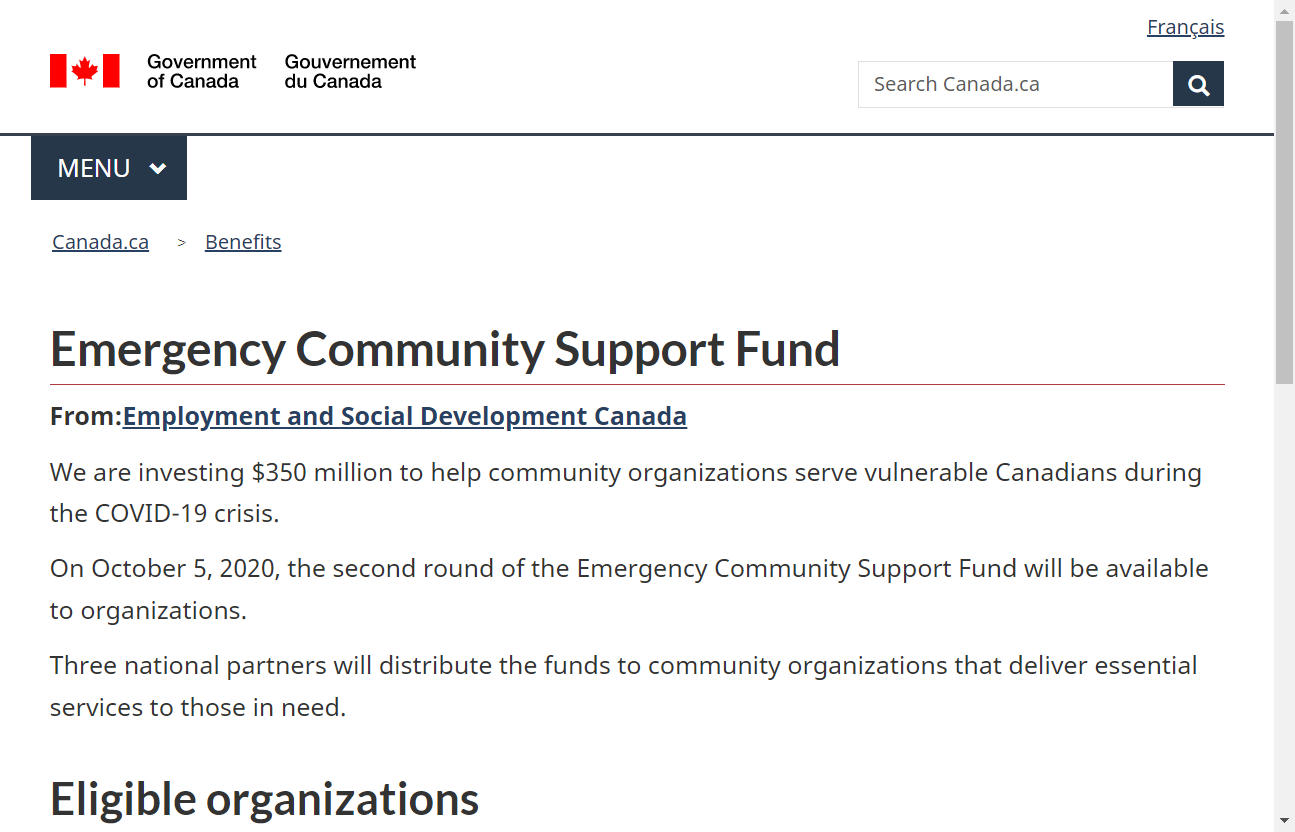 Français
Government
of Canada
Gouvernement
du Canada
Search Canada.ca
MENU
Canada.ca > Benefits
Emergency Community Support Fund
From:Employment and Social Development Canada
We are investing $350 million to help community organizations serve vulnerable Canadians during
the COVID-19 crisis.
On October 5, 2020, the second round of the Emergency Community Support Fund will be available
to organizations.
Three national partners will distribute the funds to community organizations that deliver essential
services to those in need.
Eligible organizations